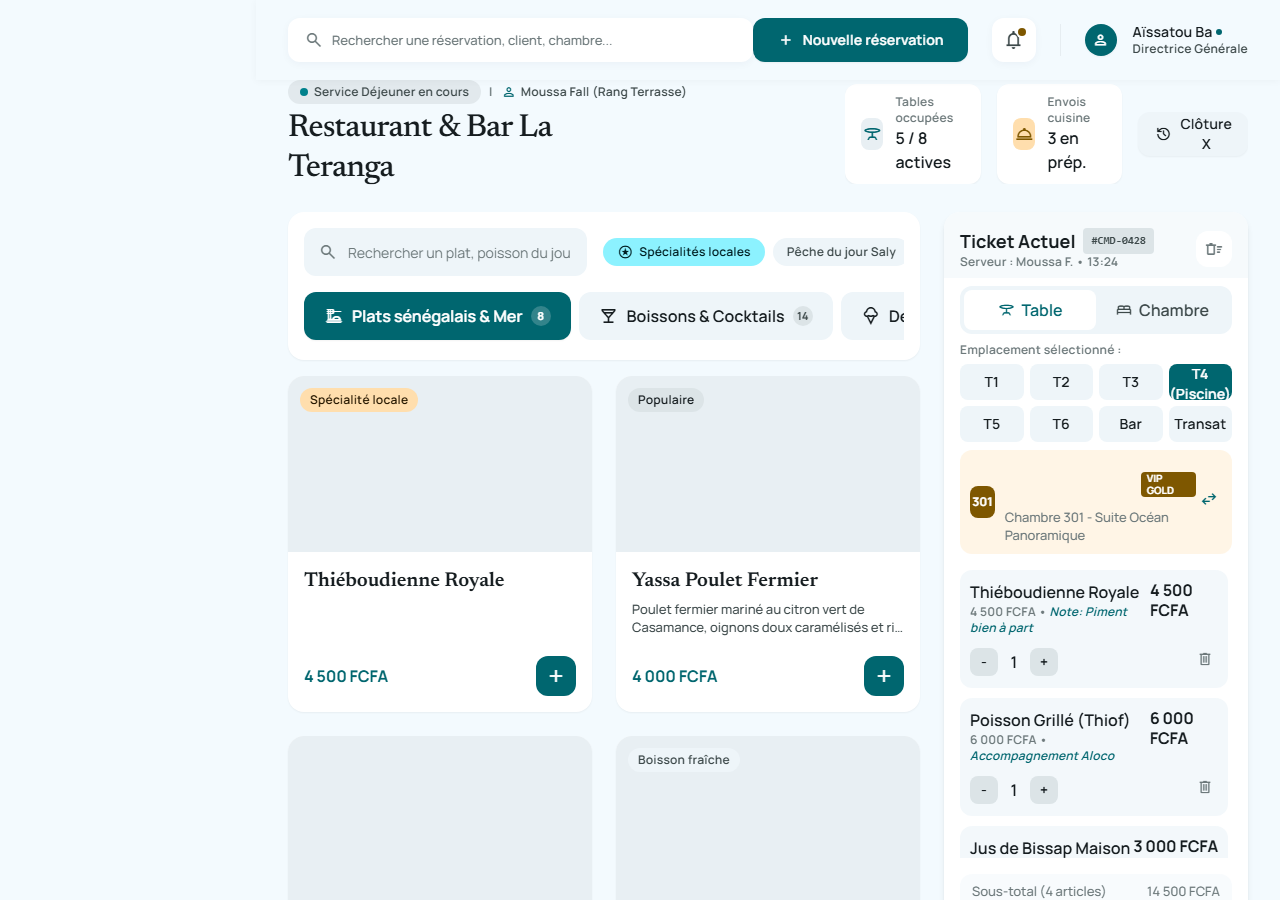 Rechercher une réservation, client, chambre...
Nouvelle réservation
Aïssatou Ba
Directrice Générale
Service Déjeuner en cours
|
Moussa Fall (Rang Terrasse)
Restaurant & Bar La
Teranga
Tables
occupées
5 / 8
actives
Envois
cuisine
3 en
prép.
Clôture
X
Rechercher un plat, poisson du jou
Spécialités locales
Pêche du jour Saly
Plats sénégalais & Mer 8
Boissons & Cocktails 14
De
Spécialité locale
Thiéboudienne Royale
4 500 FCFA
+
Populaire
Yassa Poulet Fermier
Poulet fermier mariné au citron vert de
Casamance, oignons doux caramélisés et ri...
4 000 FCFA
+
Boisson fraîche
Ticket Actuel #CMD-0428
Serveur : Moussa F. • 13:24
Table
Chambre
Emplacement sélectionné :
T1
T2
T3
T4
(Piscine)
T5
T6
Bar
Transat
301
VIP
GOLD
Chambre 301 - Suite Océan
Panoramique
Thiéboudienne Royale
4 500
FCFA
4 500 FCFA • Note: Piment
bien à part
- 1 +
Poisson Grillé (Thiof)
6 000
FCFA
6 000 FCFA •
Accompagnement Aloco
- 1 +
Jus de Bissap Maison 3 000 FCFA
Sous-total (4 articles) 14 500 FCFA